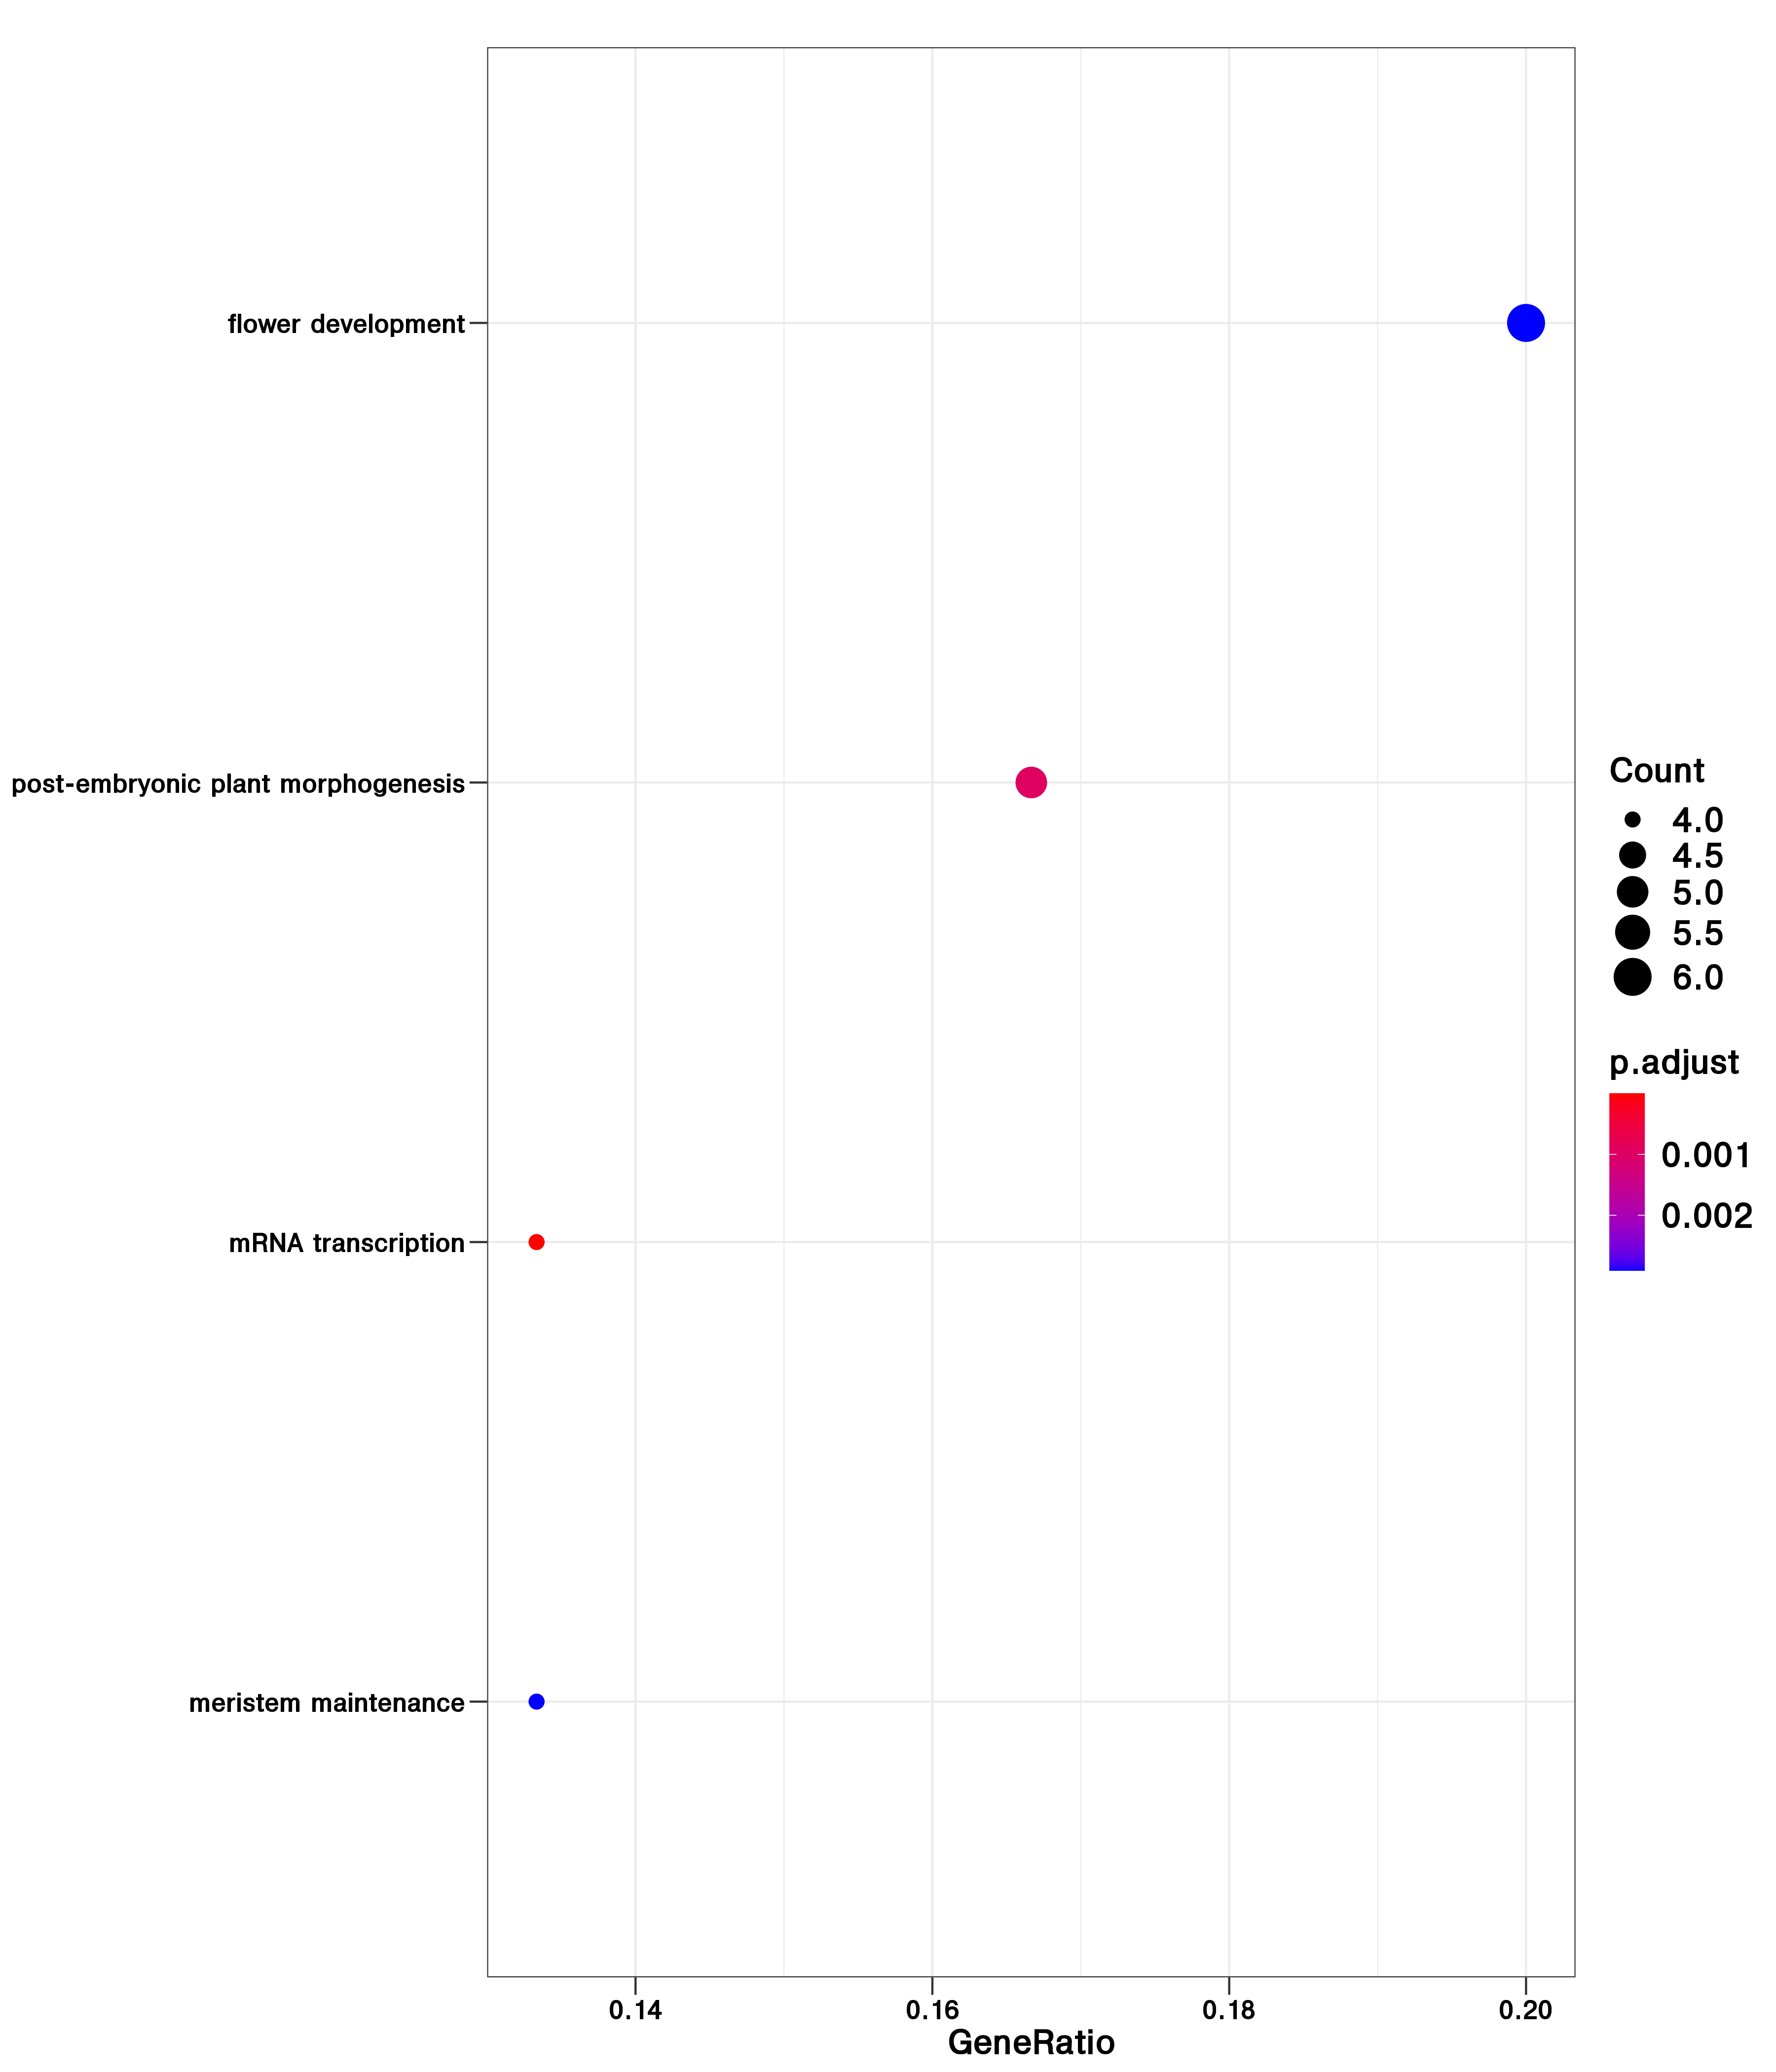 flower development
post-embryonic plant morphogenesis
mRNA transcription
meristem maintenance
0.14 0.16 0.18 0.20
GeneRatio
Count
4.0
4.5
5.0
5.5
6.0
p.adjust
0.001
0.002